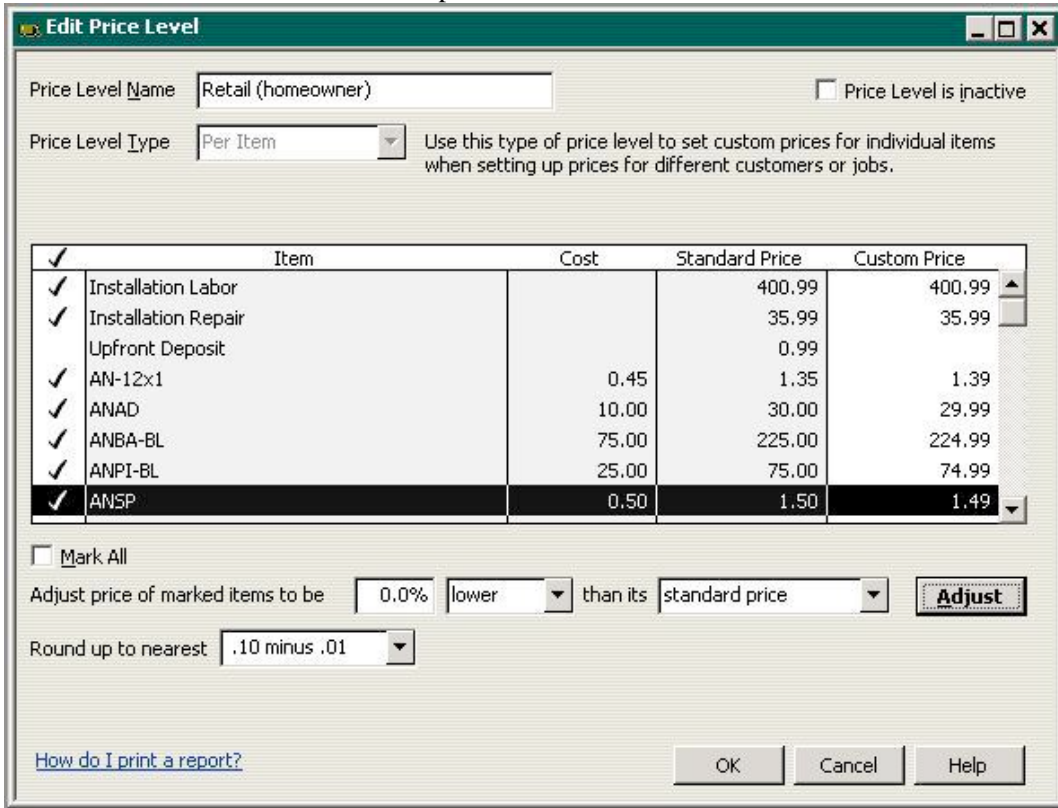 Edit Price Level
Price Level Name Retail (homeowner) Price Level is inactive
Price Level Type Per Item Use this type of price level to set custom prices for individual items
when setting up prices for different customers or jobs.
Item Cost Standard Price Custom Price
Installation Labor 400.99 400.99
Installation Repair 35.99 35.99
Upfront Deposit 0.99
AN-12x1 0.45 1.35 1.39
ANAD 10.00 30.00 29.99
ANBA-BL 75.00 225.00 224.99
ANPI-BL 25.00 75.00 74.99
ANSP 0.50 1.50 1.49
Mark All
Adjust price of marked items to be 0.0% lower than its standard price Adjust
Round up to nearest .10 minus .01
How do I print a report? OK Cancel Help